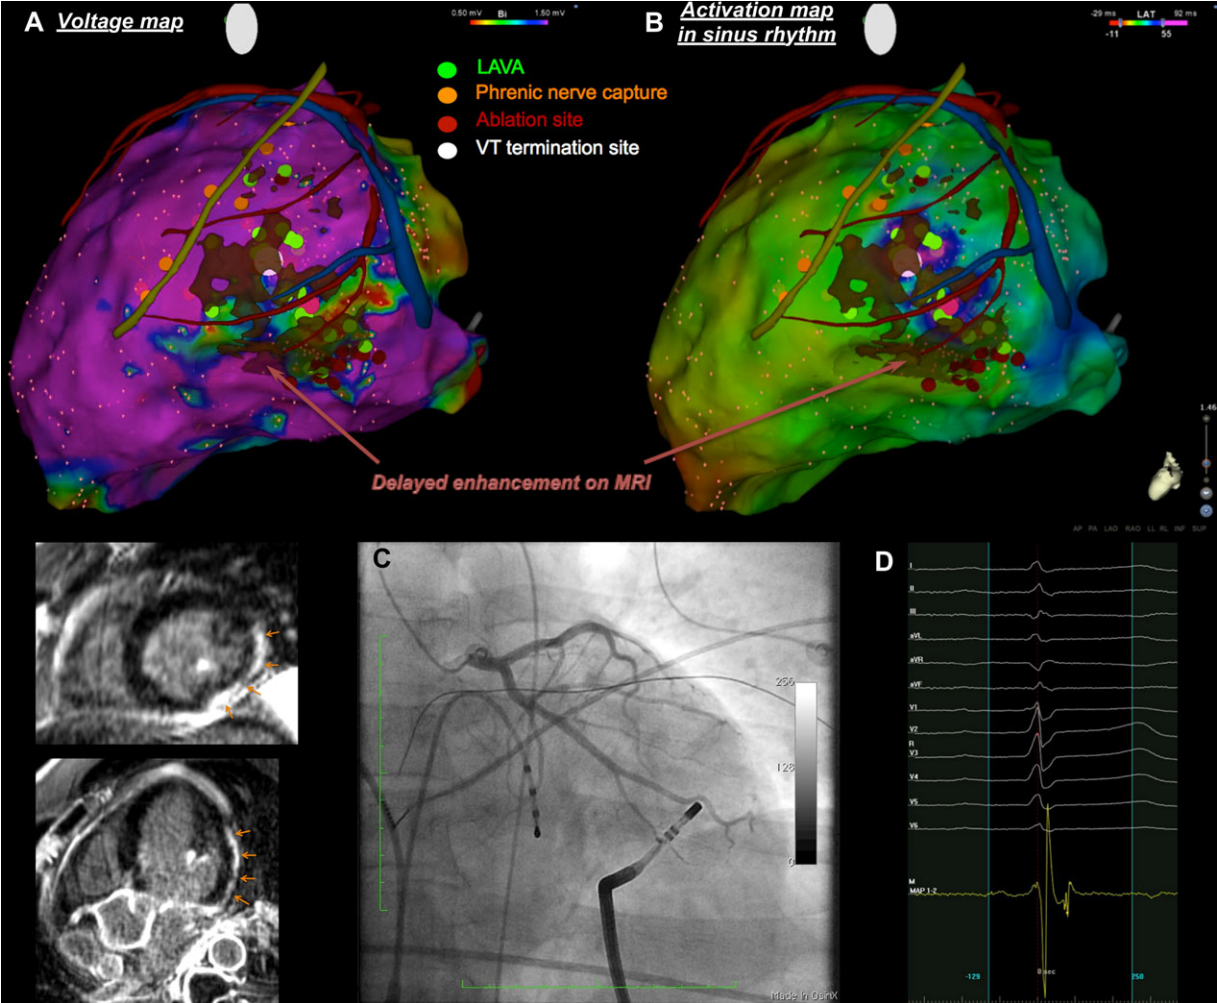 A Voltage map
0.50 mV Bi 1.50 mV
B Activation map
in sinus rhythm
-29 ms LAT 92 ms
-11 55
LAVA
Phrenic nerve capture
Ablation site
VT termination site
1.46
Delayed enhancement on MRI
AP PA LAO RAO LL RL INF SUP
C
256
128
0
Made In OsiriX
D
I
II
III
aVL
aVR
aVF
V1
V2
R
V3
V4
V5
V6
M
MAP 1-2
-129 0 sec 250